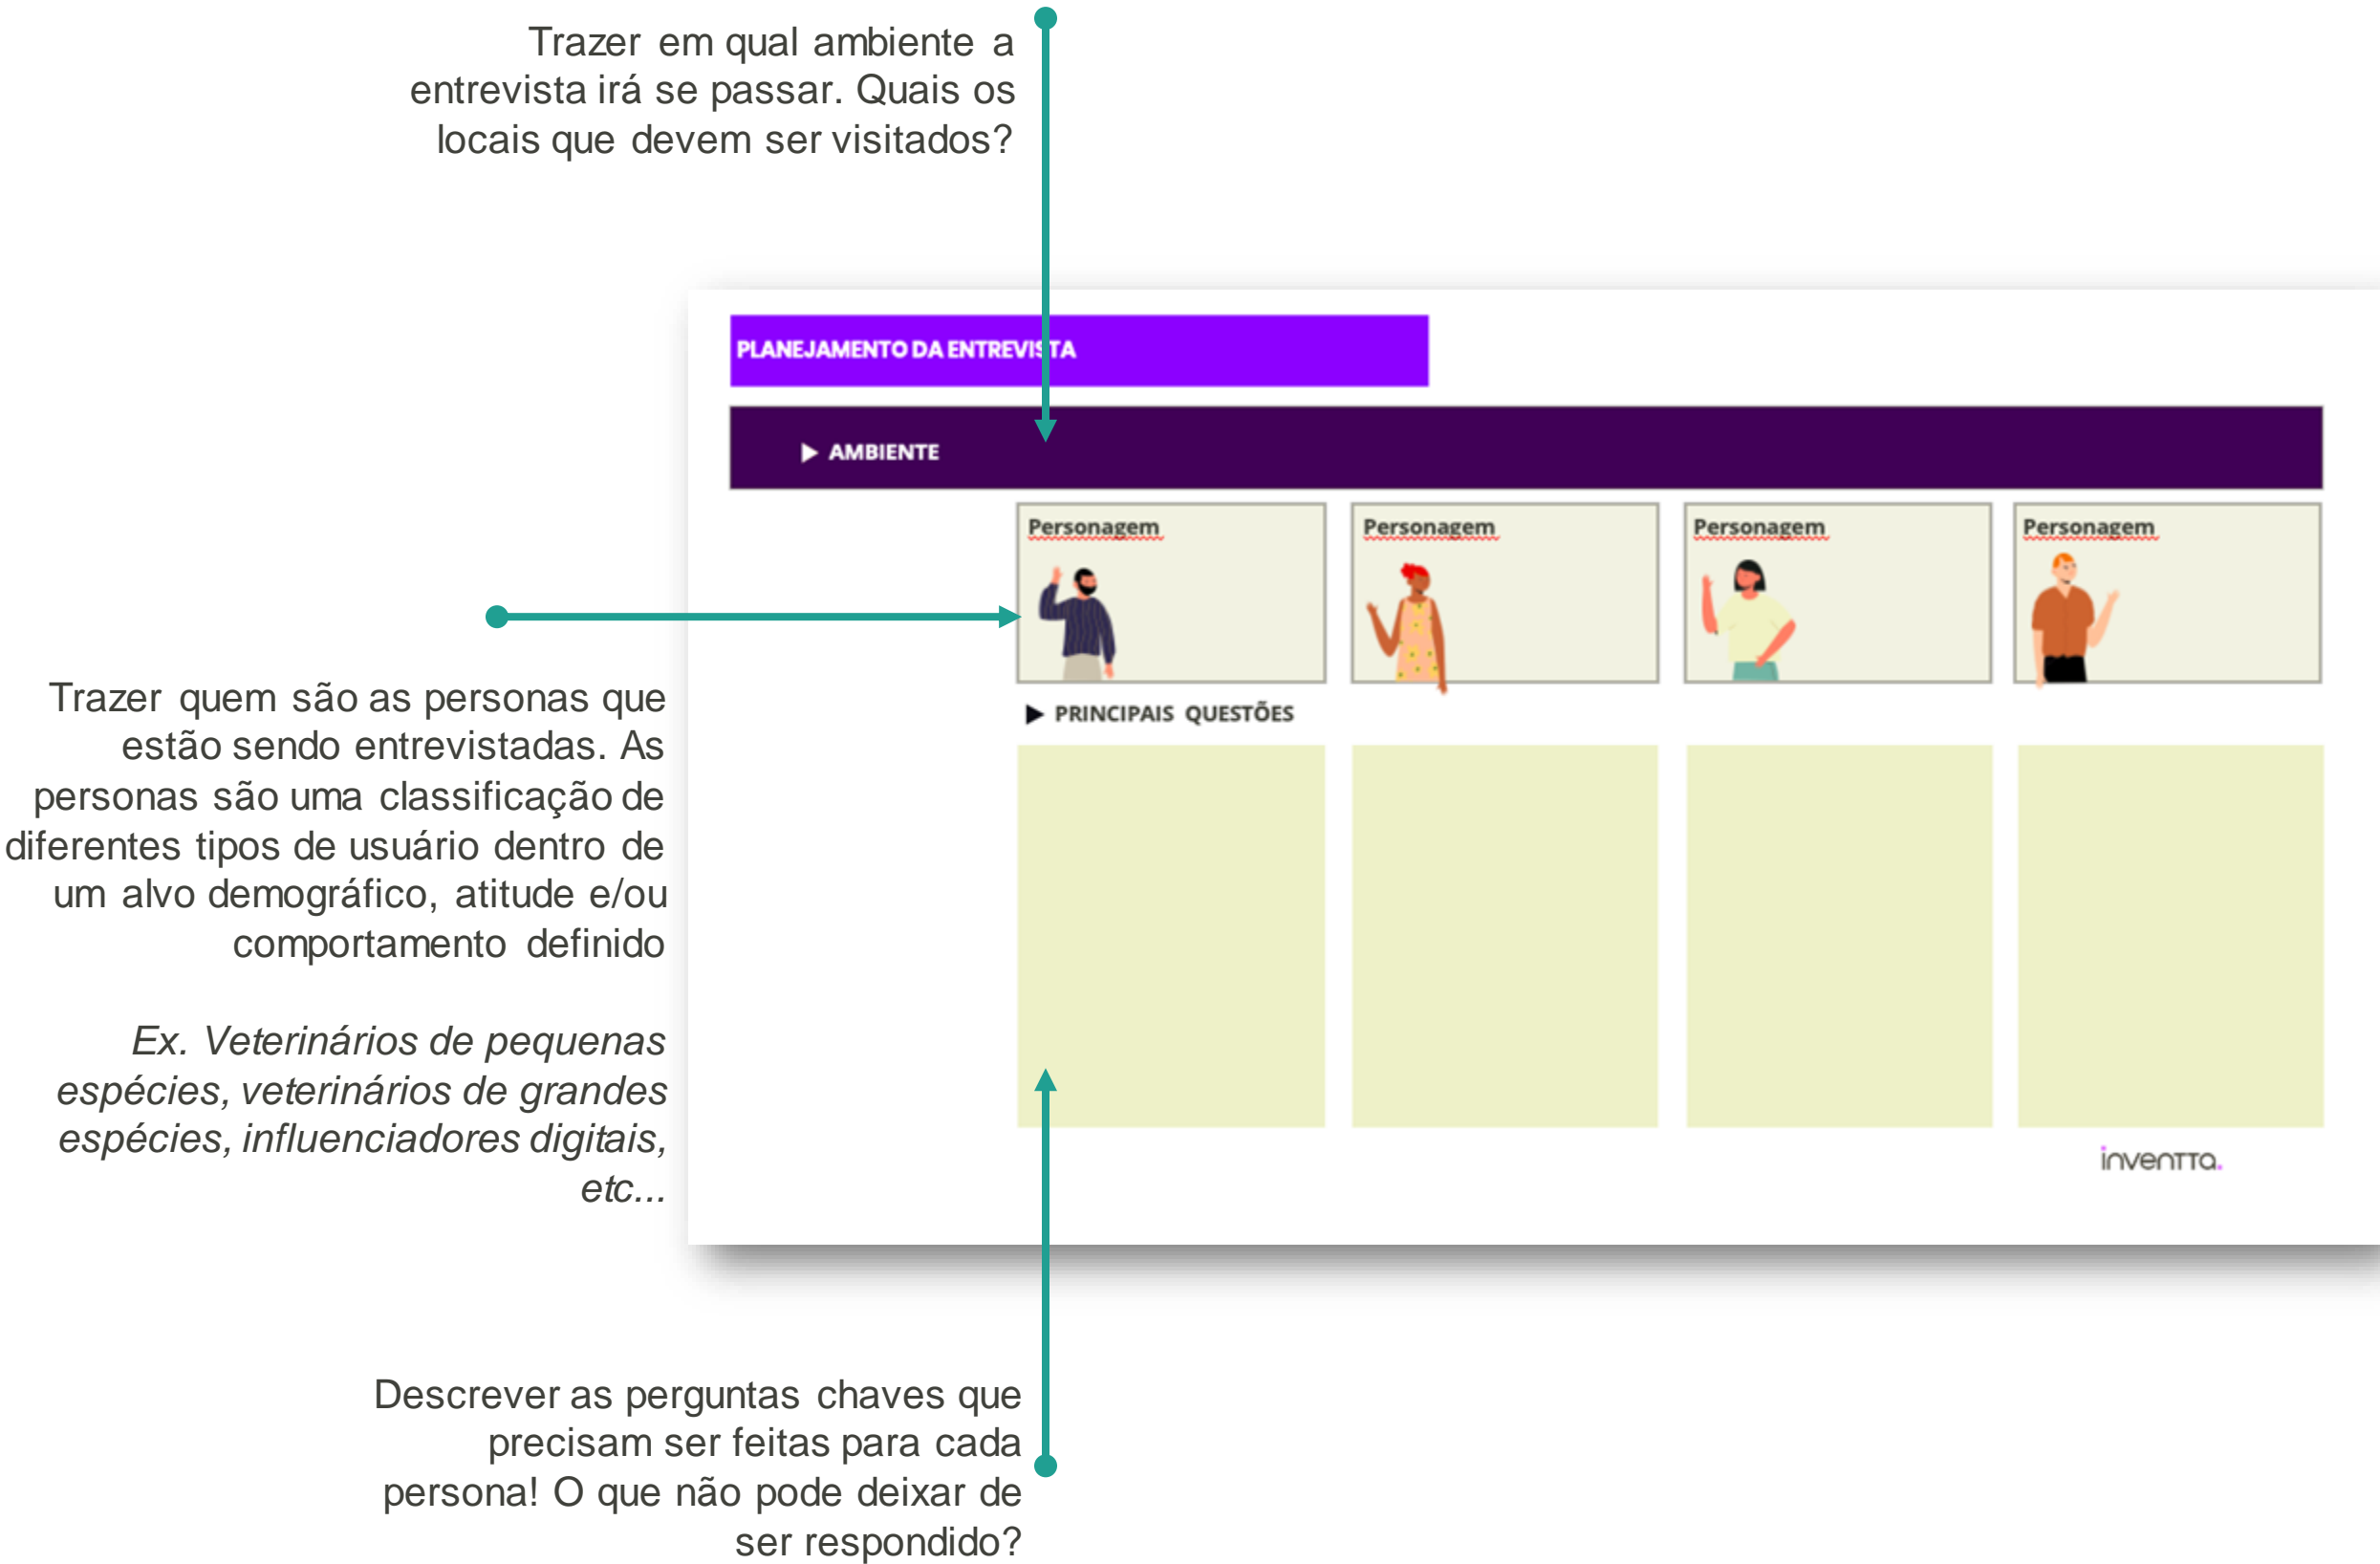 Trazer em qual ambiente a
entrevista irá se passar. Quais os
locais que devem ser visitados?
PLANEJAMENTO DA ENTREVISTA
AMBIENTE
Personagem
Personagem
Personagem
Personagem
PRINCIPAIS QUESTÕES
Trazer quem são as personas que
estão sendo entrevistadas. As
personas são uma classificação de
diferentes tipos de usuário dentro de
um alvo demográfico, atitude e/ou
comportamento definido
Ex. Veterinários de pequenas
espécies, veterinários de grandes
espécies, influenciadores digitais,
etc...
inventta.
Descrever as perguntas chaves que
precisam ser feitas para cada
persona! O que não pode deixar de
ser respondido?